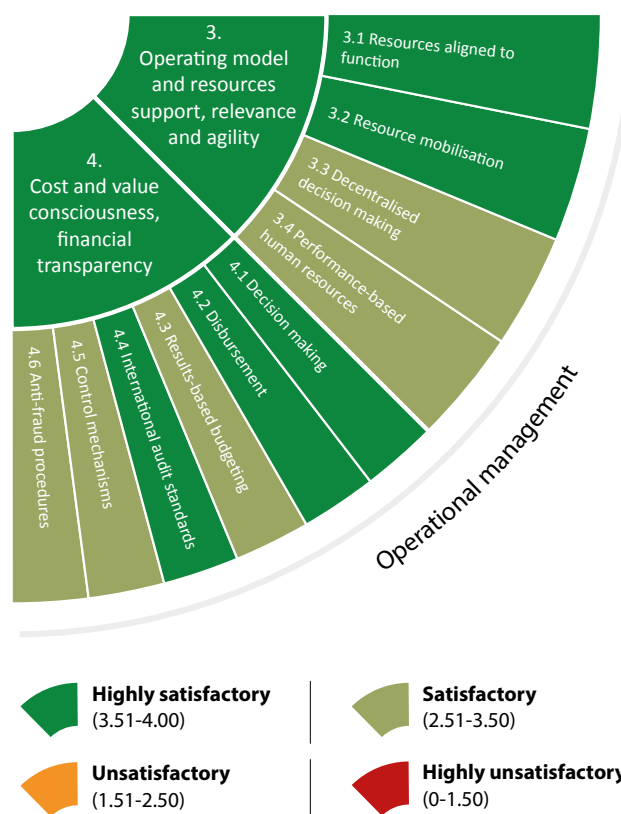 3.
Operating model
and resources
support, relevance
and agility
3.1 Resources aligned to
function
3.2 Resource mobilisation
3.3 Decentralised
decision making
3.4 Performance-based
human resources
4.
Cost and value
consciousness,
financial
transparency
4.1 Decision making
4.2 Disbursement
4.3 Results-based budgeting
4.4 International audit standards
4.5 Control mechanisms
4.6 Anti-fraud procedures
Operational management
Highly satisfactory
(3.51-4.00)
Satisfactory
(2.51-3.50)
Unsatisfactory
(1.51-2.50)
Highly unsatisfactory
(0-1.50)